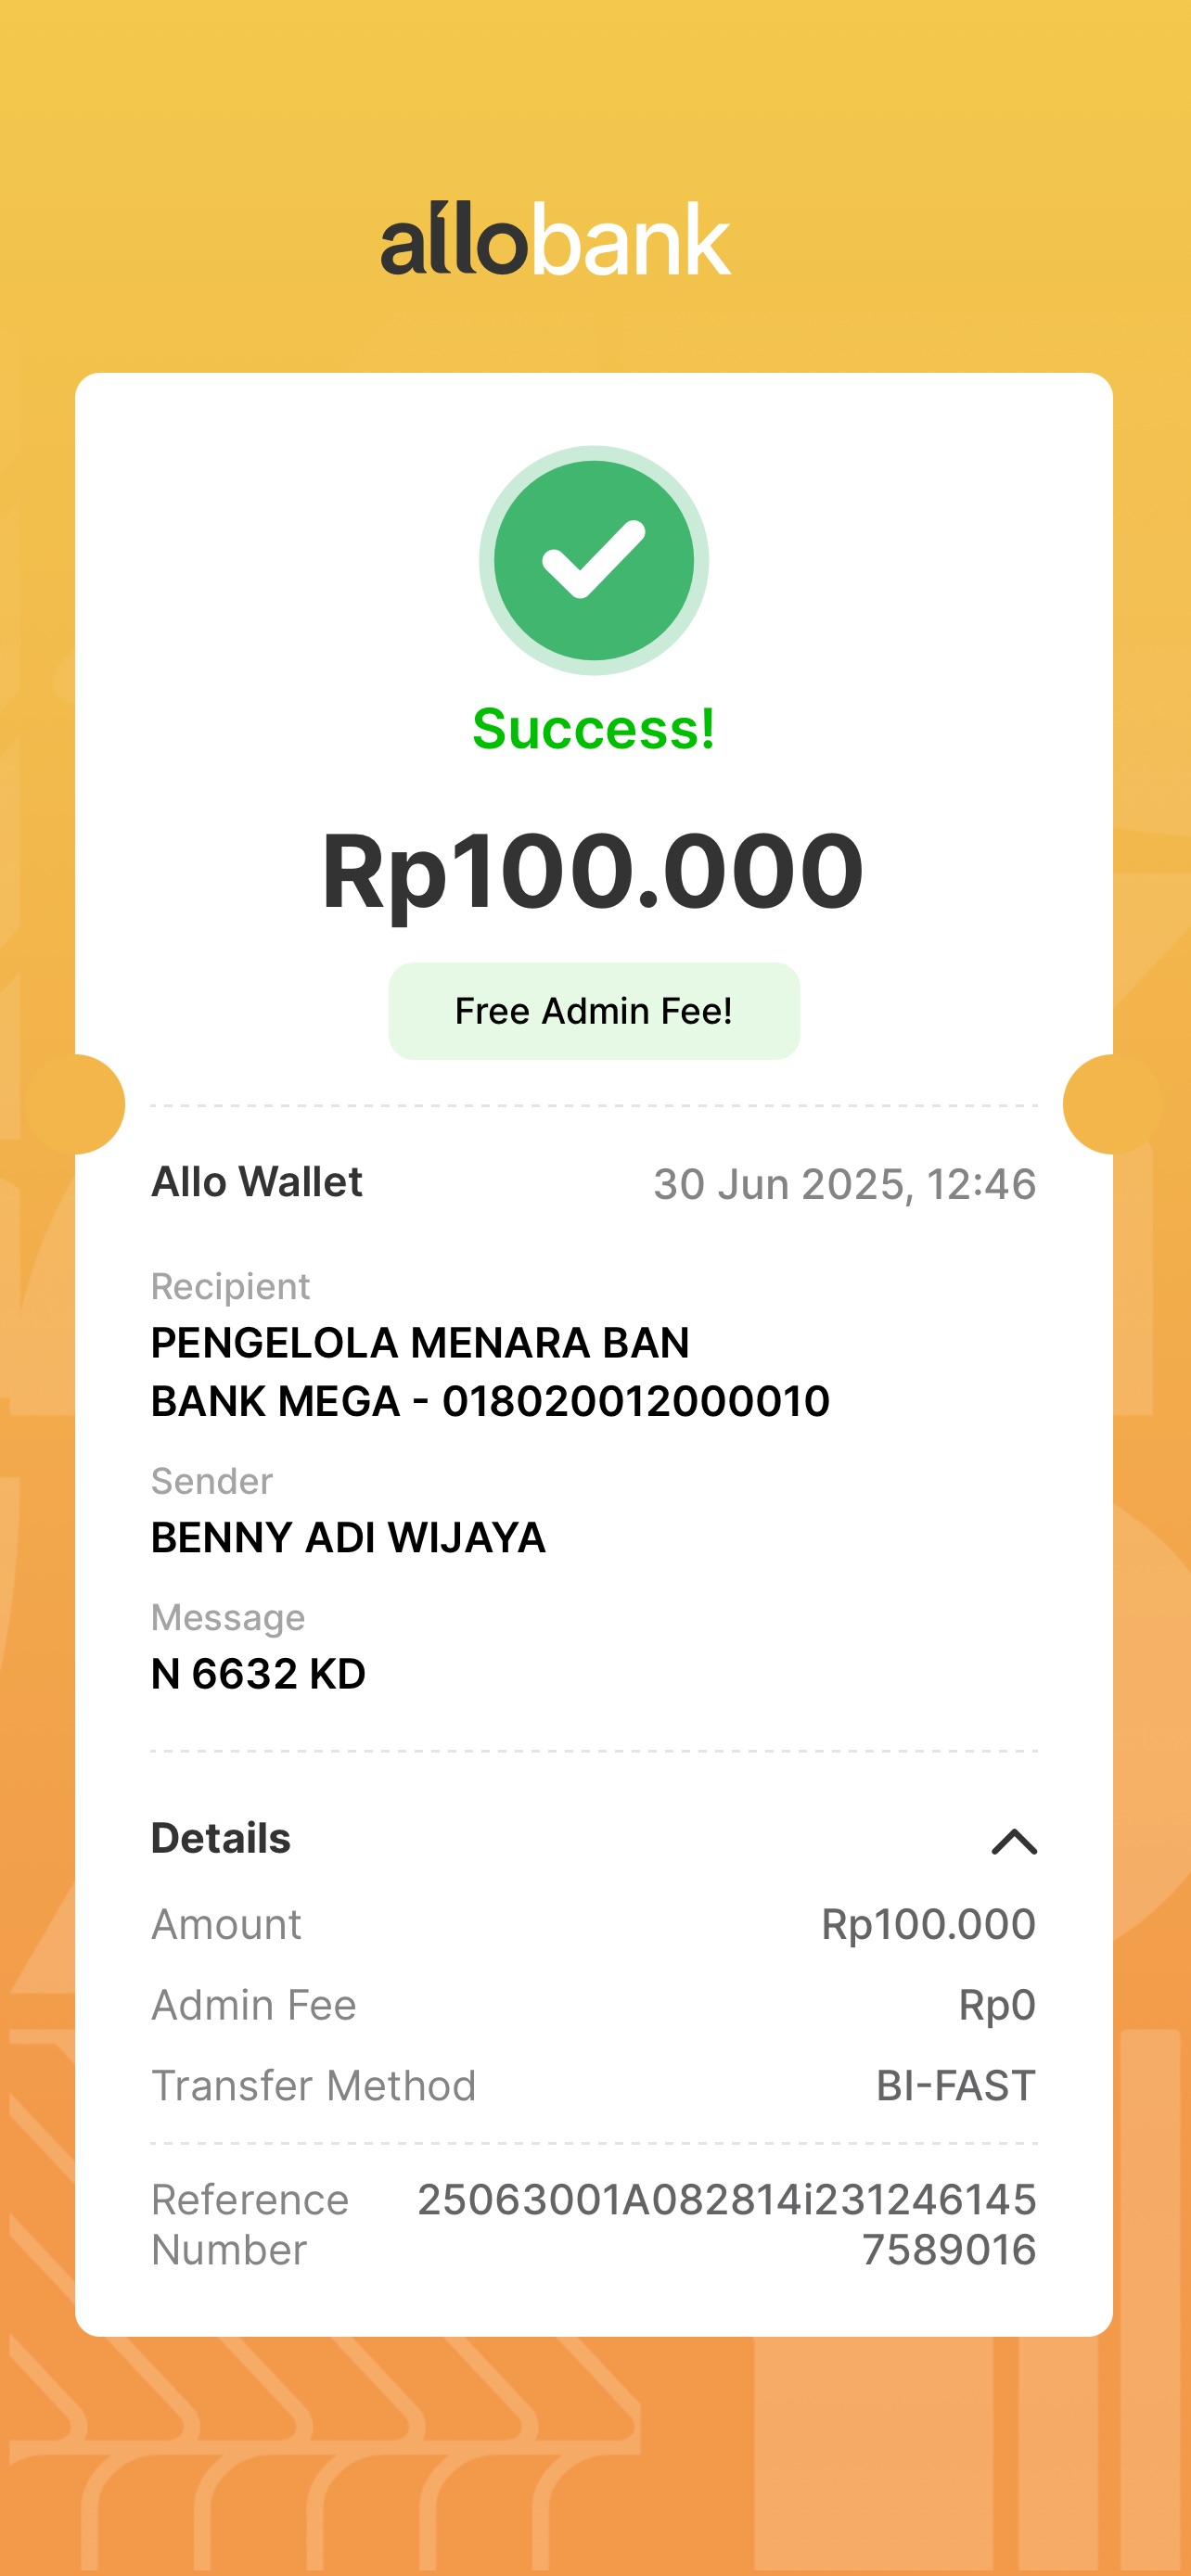 allobank
Success!
Rp100.000
Free Admin Fee!
Allo Wallet
30 Jun 2025, 12:46
Recipient
PENGELOLA MENARA BAN
BANK MEGA - 018020012000010
Sender
BENNY ADI WIJAYA
Message
N 6632 KD
Details
Amount Rp100.000
Admin Fee Rp0
Transfer Method BI-FAST
Reference 25063001A082814i231246145
Number 7589016